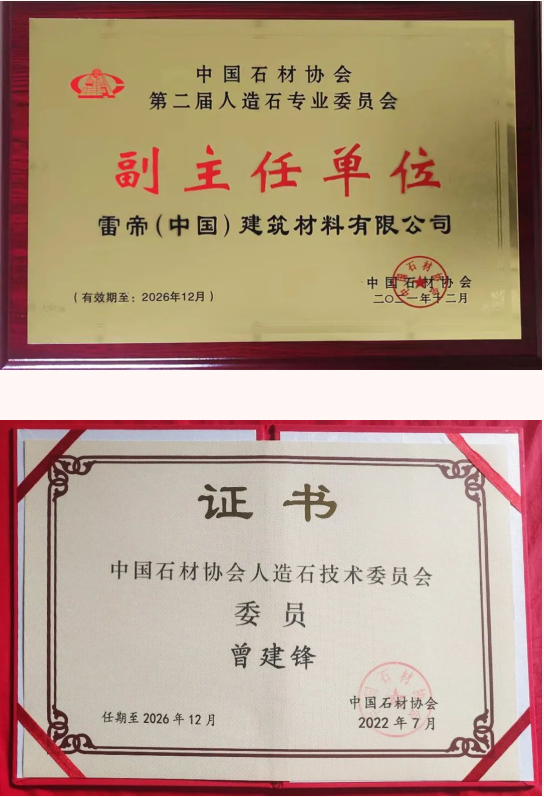 中国石材协会
第二届人造石专业委员会
副主任单位
雷帝(中国)建筑材料有限公司
(有效期至:2026年12月)
中国石材协会
二〇二一年十二月
证书
中国石材协会人造石技术委员会
委员
曾建锋
任期至2026年12月
中国石材协会
2022年7月